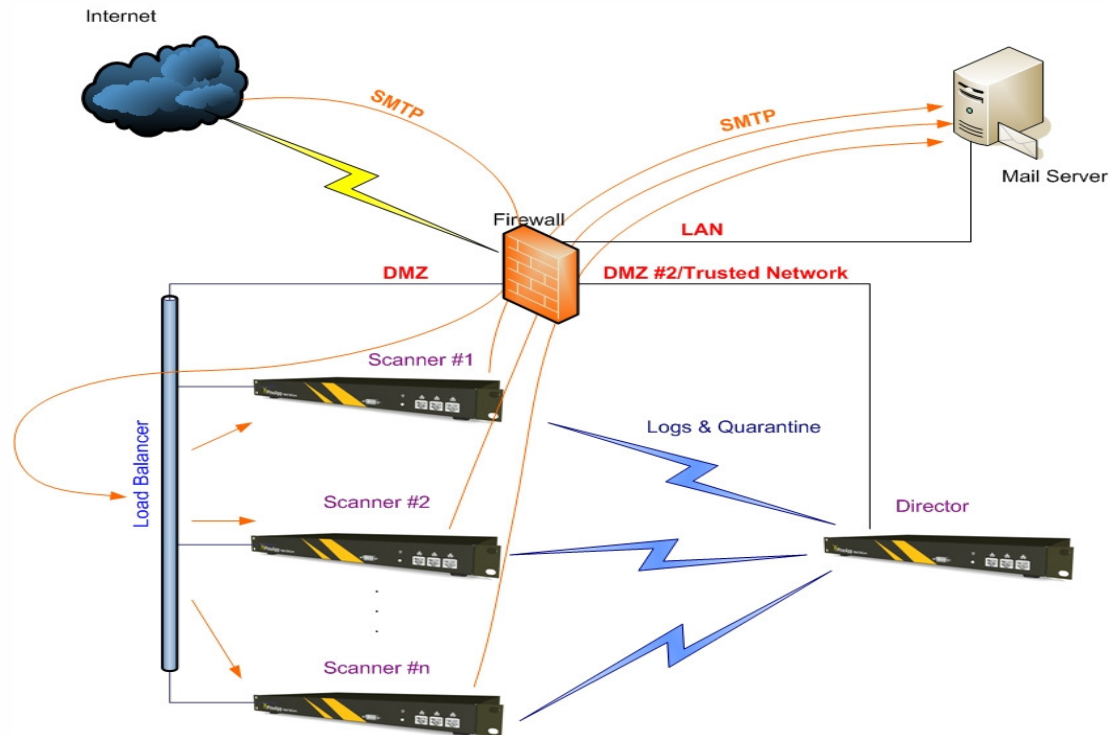 Internet
SMTP
SMTP
Mail Server
Firewall
LAN
DMZ
DMZ #2/Trusted Network
Scanner #1
Logs & Quarantine
Load Balancer
Scanner #2
Director
Scanner #n